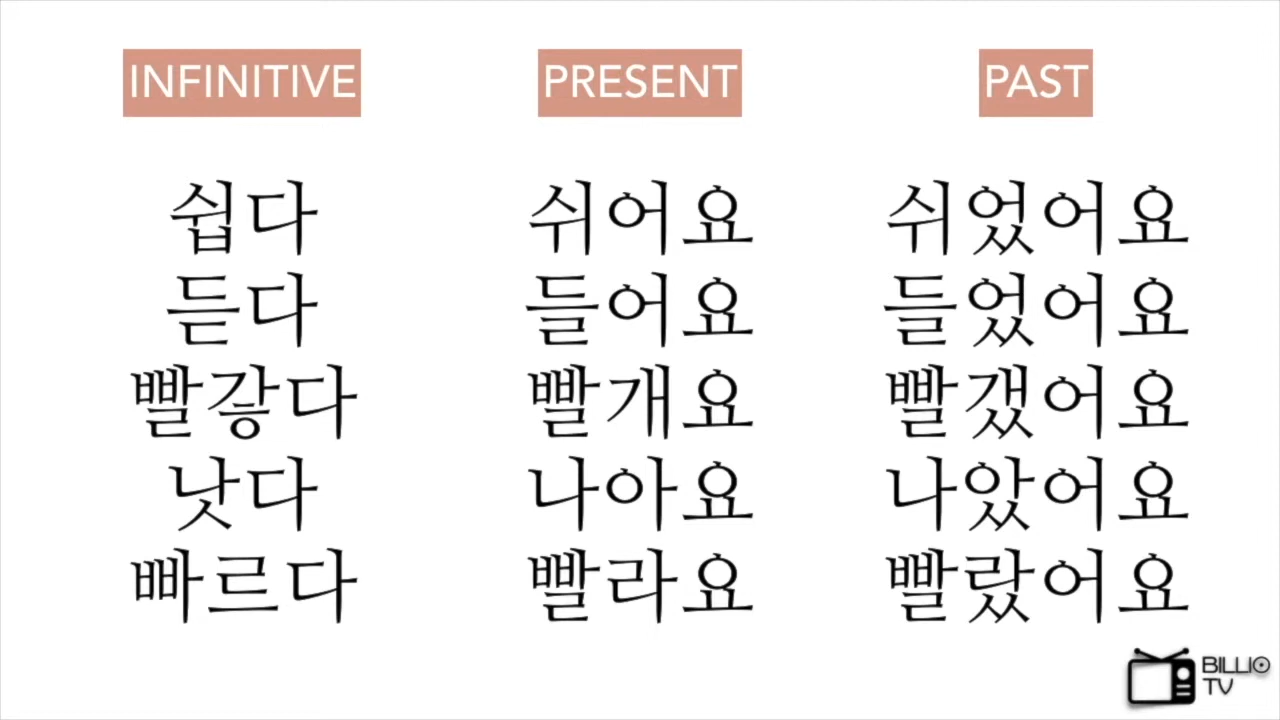 INFINITIVE PRESENT PAST
쉽다 쉬어요 쉬었어요
듣다 들어요 들었어요
빨갛다 빨개요 빨갰어요
낫다 나아요 나았어요
빠르다 빨라요 빨랐어요
BILLIO
TV